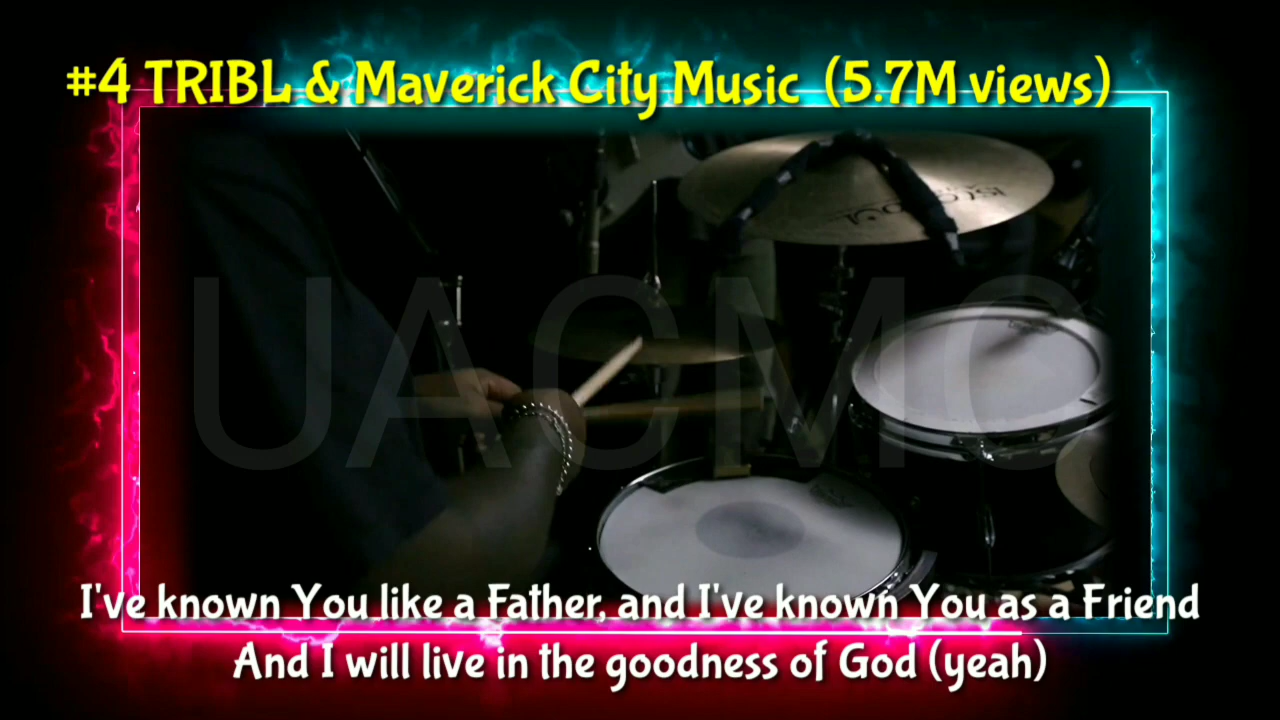 #4 TRIBL & Maverick City Music (5.7M views)
UACMC
I've known You like a Father, and I've known You as a Friend
And I will live in the goodness of God (yeah)